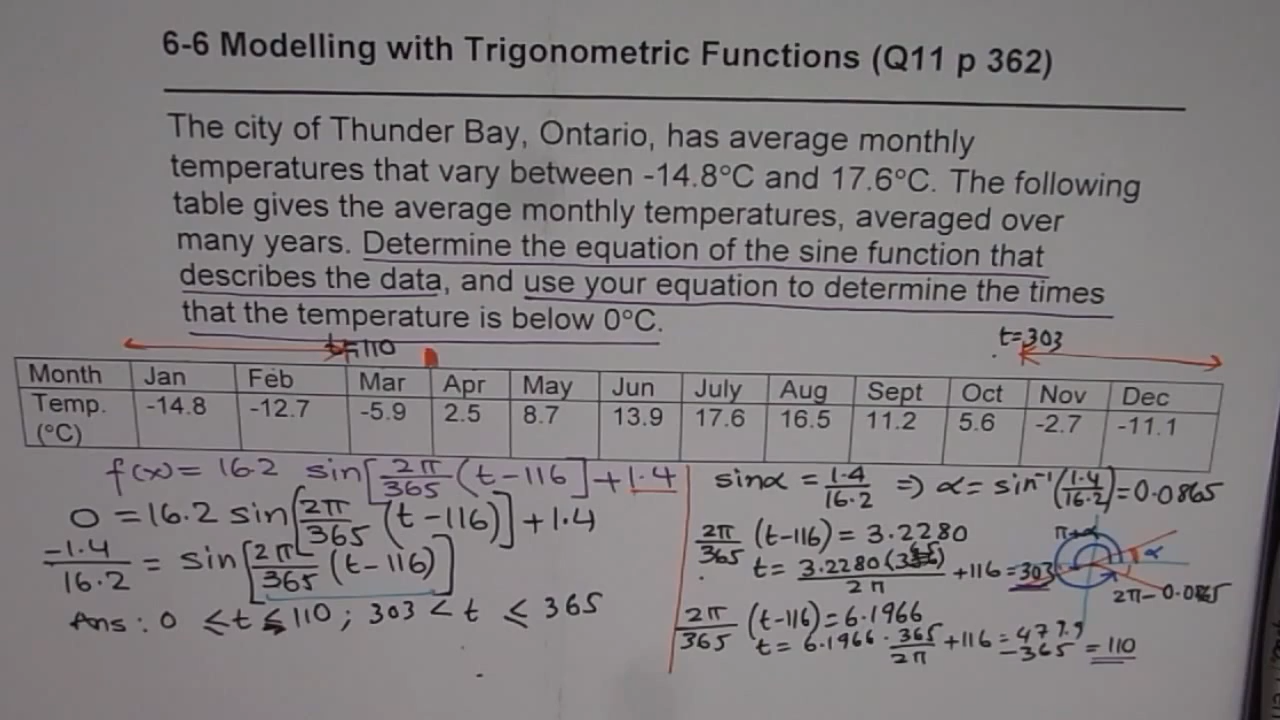 6-6 Modelling with Trigonometric Functions (Q11 p 362)
The city of Thunder Bay, Ontario, has average monthly
temperatures that vary between -14.8°C and 17.6°C. The following
table gives the average monthly temperatures, averaged over
many years. Determine the equation of the sine function that
describes the data, and use your equation to determine the times
that the temperature is below 0°C.
t=110
t=303
Month Jan Feb Mar Apr May Jun July Aug Sept Oct Nov Dec
Temp. (°C) -14.8 -12.7 -5.9 2.5 8.7 13.9 17.6 16.5 11.2 5.6 -2.7 -11.1
f(x) = 16.2 sin[2π/365 (t-116] + 1.4
0 = 16.2 sin[2π/365 (t-116)] + 1.4
-1.4/16.2 = sin[2π/365 (t-116)]
Ans: 0 ≤ t ≤ 110 ; 303 < t ≤ 365
sinα = 1.4/16.2 ⇒ α = sin⁻¹(1.4/16.2) = 0.0865
2π/365 (t-116) = 3.2280
t = 3.2280(365)/2π + 116 = 303
π+α
α
2π-0.0865
2π/365 (t-116) = 6.1966
t = 6.1966 · 365/2π + 116 = 477.9
-365 = 110